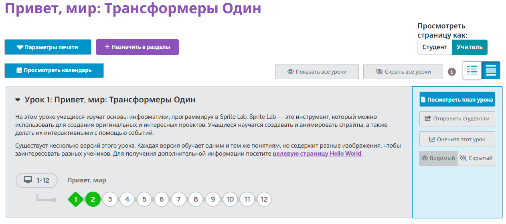 Привет, мир: Трансформеры Один
Просмотреть
страницу как:
Параметры печати
+ Назначить в разделы
Студент
Учитель
Просмотреть календарь
Показать все уроки
Скрыть все уроки
Урок 1: Привет, мир: Трансформеры Один
На этом уроке учащиеся изучат основы информатики, программируя в Sprite Lab. Sprite Lab — это инструмент, который можно
использовать для создания оригинальных и интересных проектов. Учащиеся научатся создавать и анимировать спрайты, а также
делать их интерактивными с помощью событий.
Существует несколько версий этого урока. Каждая версия обучает одним и тем же понятиям, но содержит разные изображения, чтобы
заинтересовать разных учеников. Для получения дополнительной информации посетите целевую страницу Hello World.
Просмотреть план урока
Отправить студентам
Оцените этот урок
Видимый
Скрытый
1-12
Привет, мир
1 2 3 4 5 6 7 8 9 10 11 12